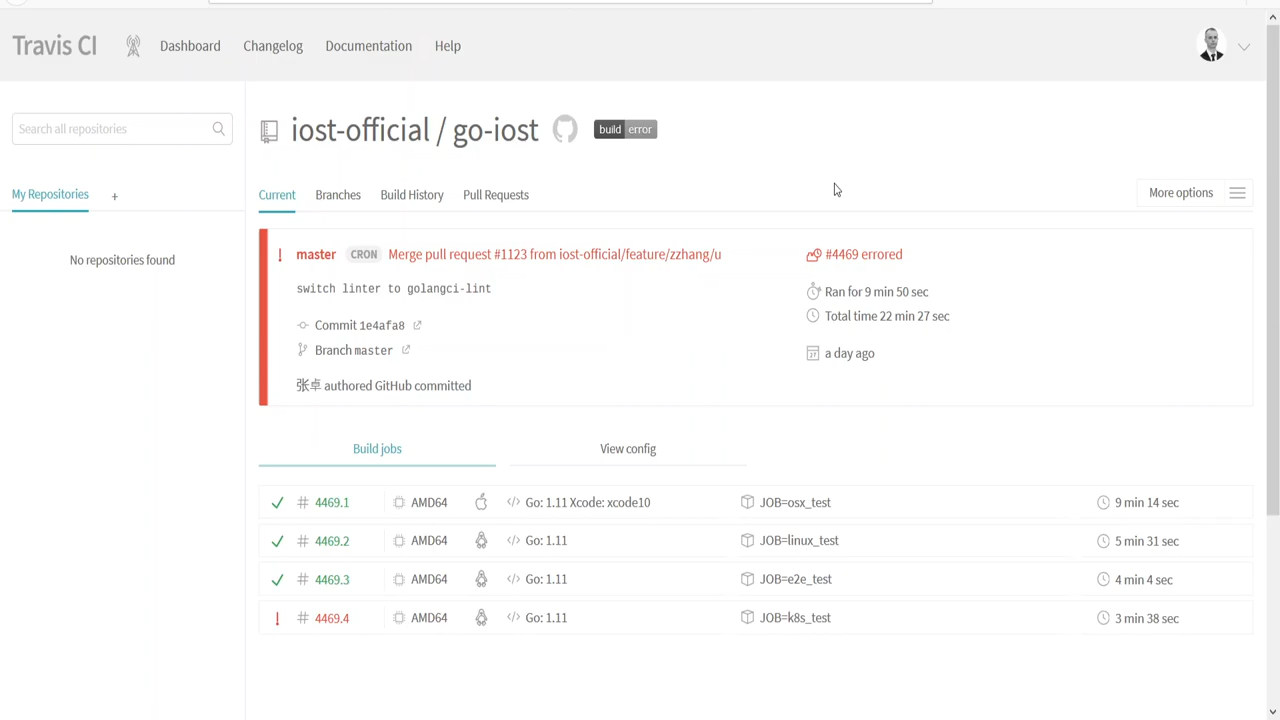 Travis CI Dashboard Changelog Documentation Help
Search all repositories
iost-official / go-iost build error
My Repositories +
Current Branches Build History Pull Requests More options
No repositories found
! master CRON Merge pull request #1123 from iost-official/feature/zzhang/u #4469 errored
switch linter to golangci-lint Ran for 9 min 50 sec
Total time 22 min 27 sec
Commit 1e4afa8
Branch master a day ago
张卓 authored GitHub committed
Build jobs View config
# 4469.1 AMD64 </> Go: 1.11 Xcode: xcode10 JOB=osx_test 9 min 14 sec
# 4469.2 AMD64 </> Go: 1.11 JOB=linux_test 5 min 31 sec
# 4469.3 AMD64 </> Go: 1.11 JOB=e2e_test 4 min 4 sec
! # 4469.4 AMD64 </> Go: 1.11 JOB=k8s_test 3 min 38 sec